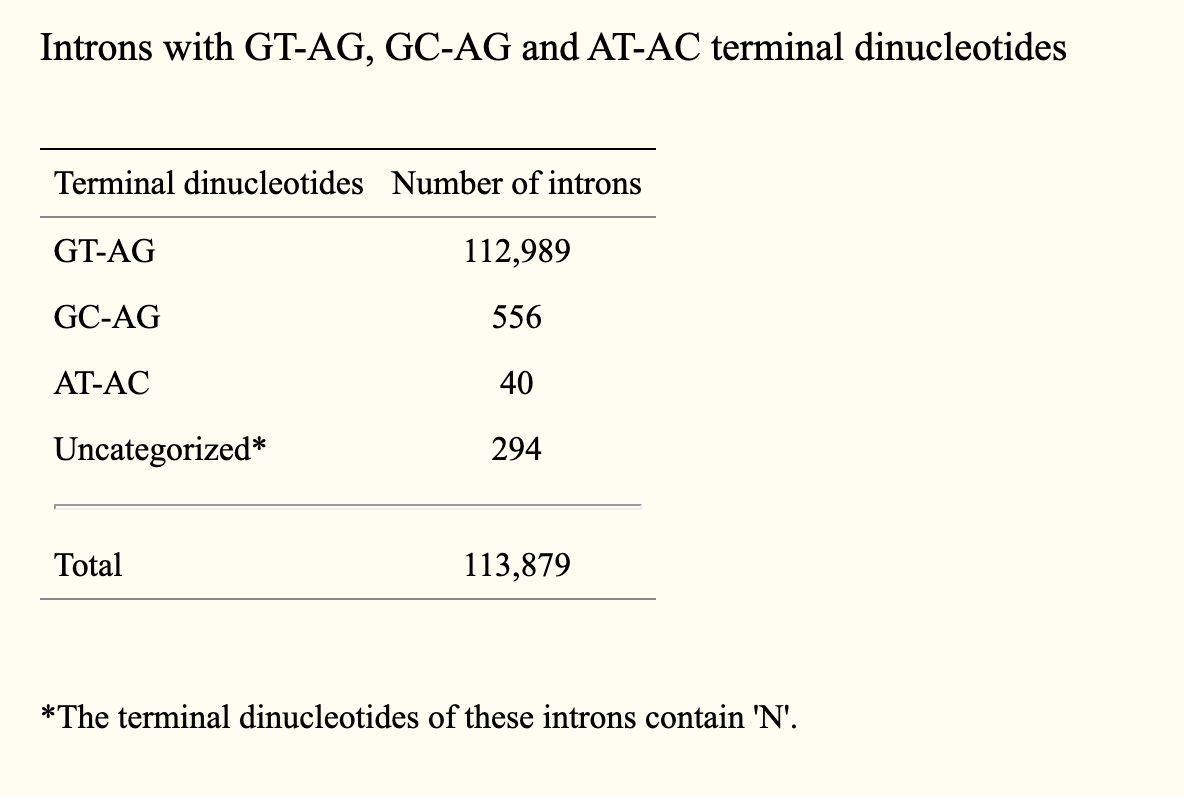 Introns with GT-AG, GC-AG and AT-AC terminal dinucleotides
Terminal dinucleotides Number of introns
GT-AG 112,989
GC-AG 556
AT-AC 40
Uncategorized* 294
Total 113,879
*The terminal dinucleotides of these introns contain 'N'.